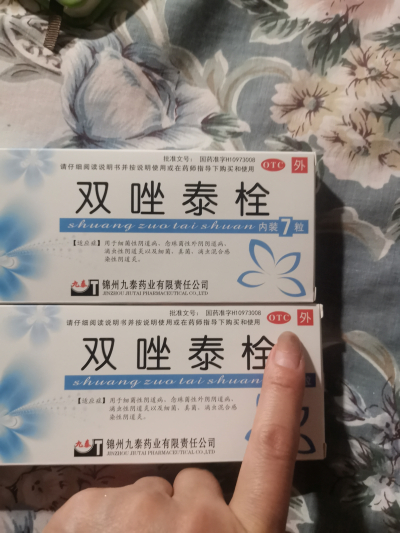 批准文号: 国药准字H10973008
OTC 外
请仔细阅读说明书并按说明使用或在药师指导下购买和使用
双唑泰栓
shuang zuo tai shuan 内装7粒
【适应症】用于细菌性阴道病、念珠菌性外阴阴道病、
滴虫性阴道炎以及细菌、真菌、滴虫混合感
染性阴道炎。
九泰 JT 锦州九泰药业有限责任公司
JINZHOU JIUTAI PHARMACEUTICAL CO.,LTD
批准文号: 国药准字H10973008
OTC 外
请仔细阅读说明书并按说明使用或在药师指导下购买和使用
双唑泰栓
shuang zuo tai shuan
【适应症】用于细菌性阴道病、念珠菌性外阴阴道病、
滴虫性阴道炎以及细菌、真菌、滴虫混合感
染性阴道炎。
九泰 JT 锦州九泰药业有限责任公司
JINZHOU JIUTAI PHARMACEUTICAL CO.,LTD